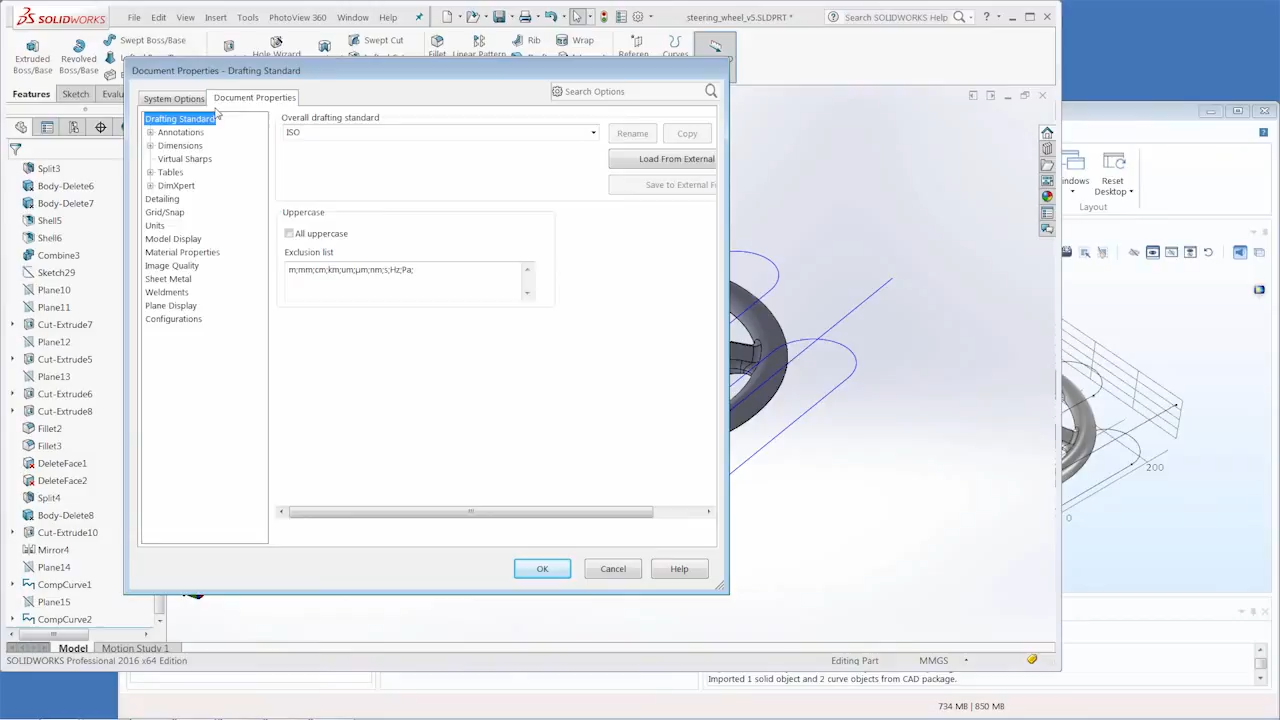 SOLIDWORKS
File Edit View Insert Tools PhotoView 360 Window Help
steering_wheel_v5.SLDPRT *
Search SOLIDWORKS Help
Extruded Boss/Base
Revolved Boss/Base
Swept Boss/Base
Hole Wizard
Swept Cut
Fillet
Linear Pattern
Rib
Wrap
Referen
Curves
Features Sketch Evalu
Document Properties - Drafting Standard
System Options Document Properties
Search Options
Drafting Standard
Annotations
Dimensions
Virtual Sharps
Tables
DimXpert
Detailing
Grid/Snap
Units
Model Display
Material Properties
Image Quality
Sheet Metal
Weldments
Plane Display
Configurations
Overall drafting standard
ISO
Rename
Copy
Load From External
Save to External F
Uppercase
All uppercase
Exclusion list
m;mm;cm;km;um;µm;nm;s;Hz;Pa;
OK
Cancel
Help
Split3
Body-Delete6
Body-Delete7
Shell5
Shell6
Combine3
Sketch29
Plane10
Plane11
Cut-Extrude7
Plane12
Cut-Extrude5
Plane13
Cut-Extrude6
Cut-Extrude8
Fillet2
Fillet3
DeleteFace1
DeleteFace2
Split4
Body-Delete8
Cut-Extrude10
Mirror4
Plane14
CompCurve1
Plane15
CompCurve2
Model Motion Study 1
SOLIDWORKS Professional 2016 x64 Edition
Editing Part
MMGS
ndows
Reset Desktop
Layout
200
0
Imported 1 solid object and 2 curve objects from CAD package.
734 MB | 850 MB